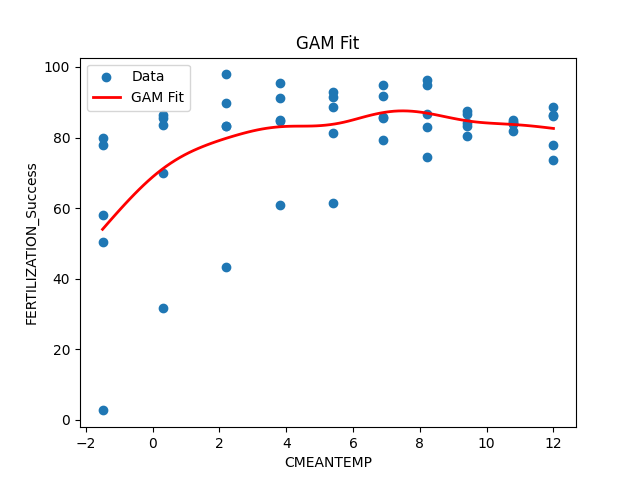 GAM Fit
Data
GAM Fit
FERTILIZATION_Success
100
80
60
40
20
0
−2
0
2
4
6
8
10
12
CMEANTEMP